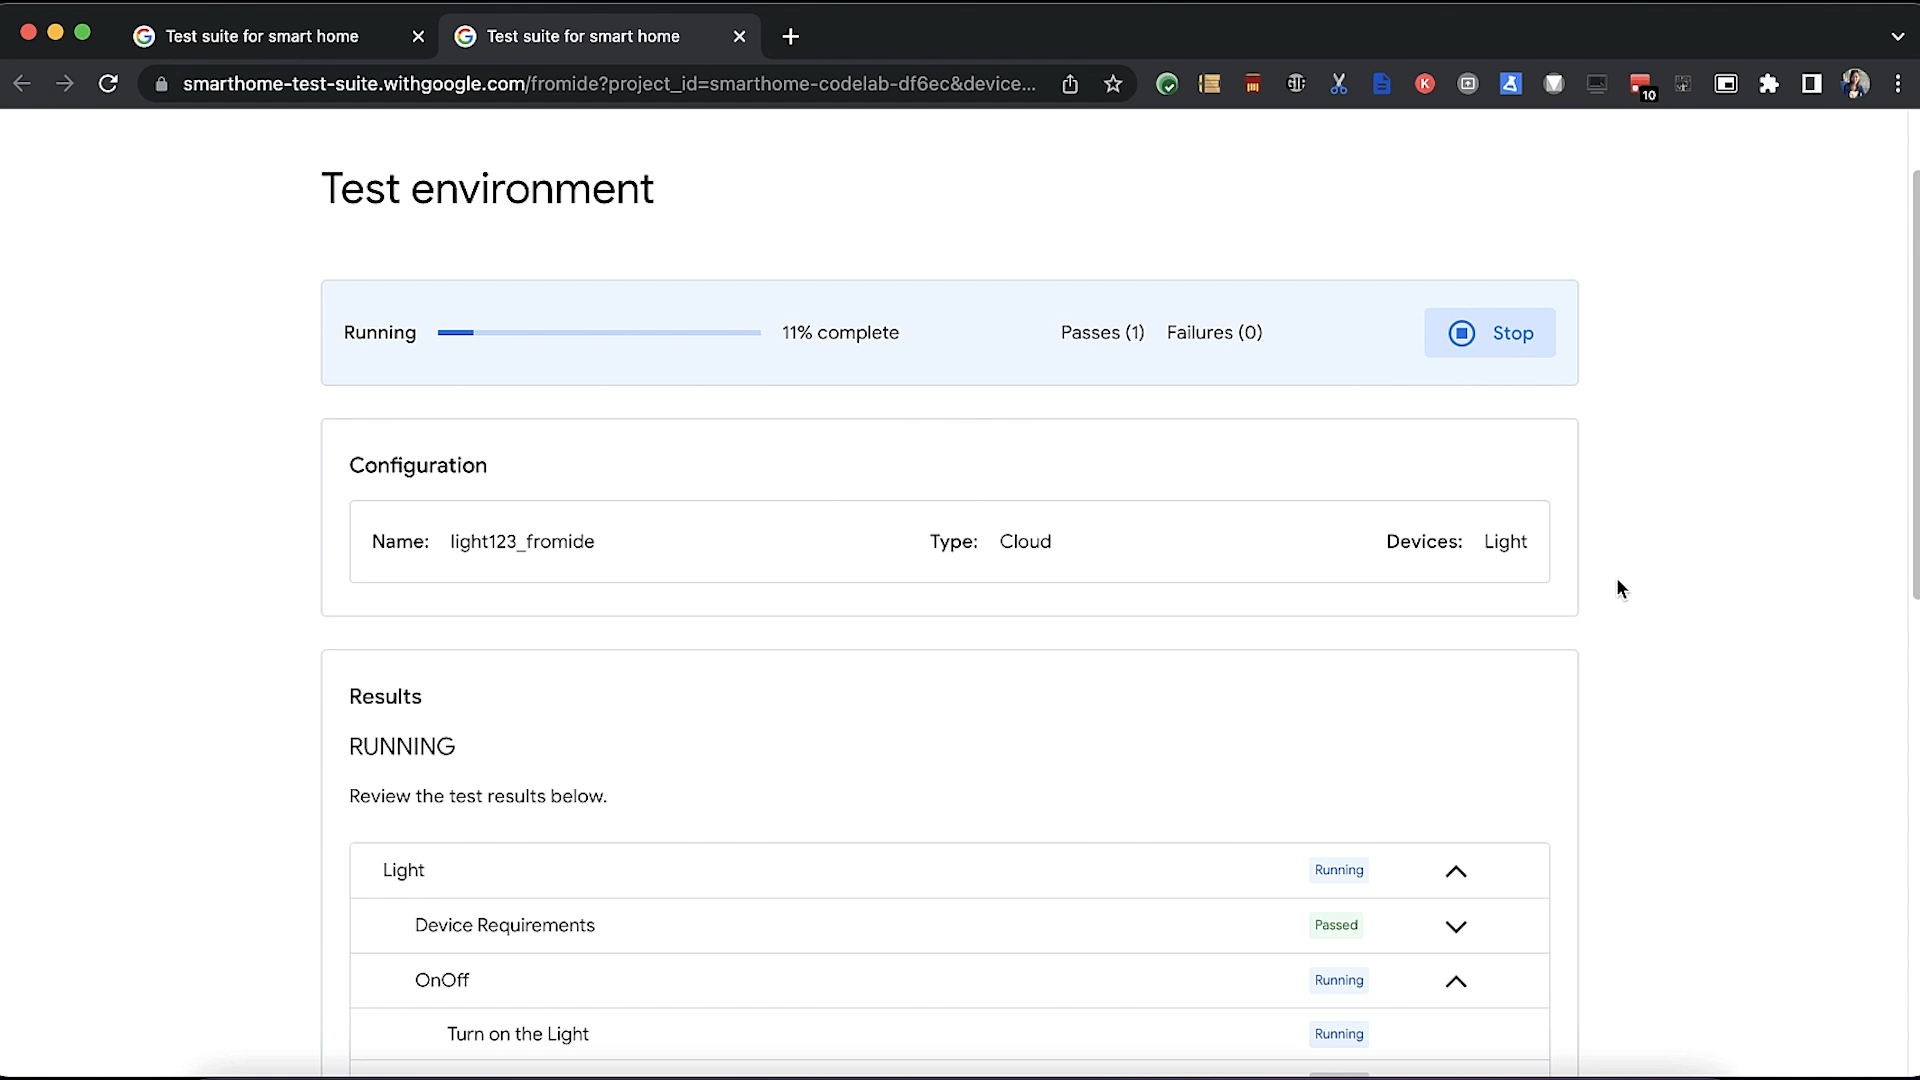 Test suite for smart home
Test suite for smart home
smarthome-test-suite.withgoogle.com/fromide?project_id=smarthome-codelab-df6ec&device...
10
Test environment
Running 11% complete Passes (1) Failures (0) Stop
Configuration
Name: light123_fromide Type: Cloud Devices: Light
Results
RUNNING
Review the test results below.
Light Running
Device Requirements Passed
OnOff Running
Turn on the Light Running